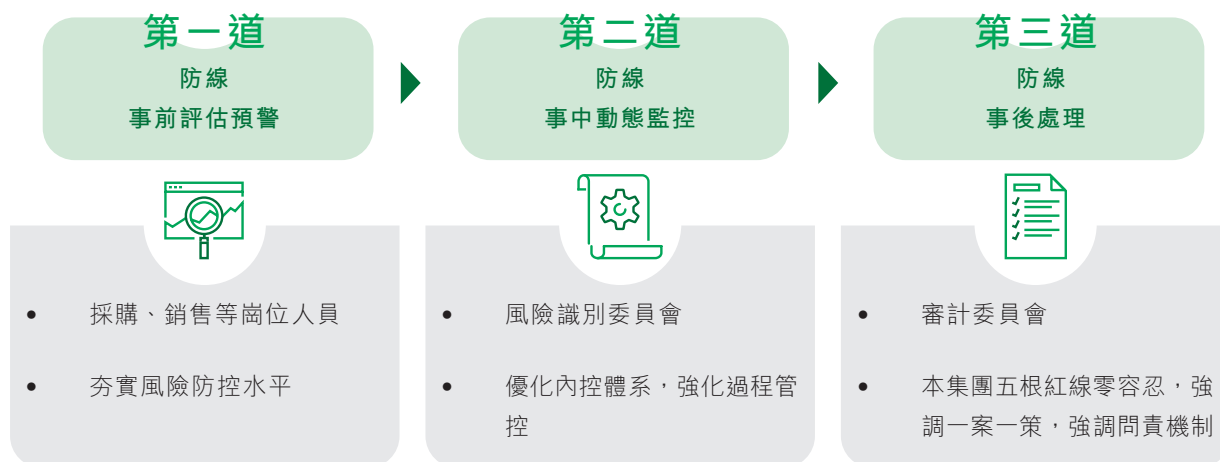 第一道
防線
事前評估預警
• 採購、銷售等崗位人員
• 夯實風險防控水平
第二道
防線
事中動態監控
• 風險識別委員會
• 優化內控體系，強化過程管
控
第三道
防線
事後處理
• 審計委員會
• 本集團五根紅線零容忍，強
調一案一策，強調問責機制